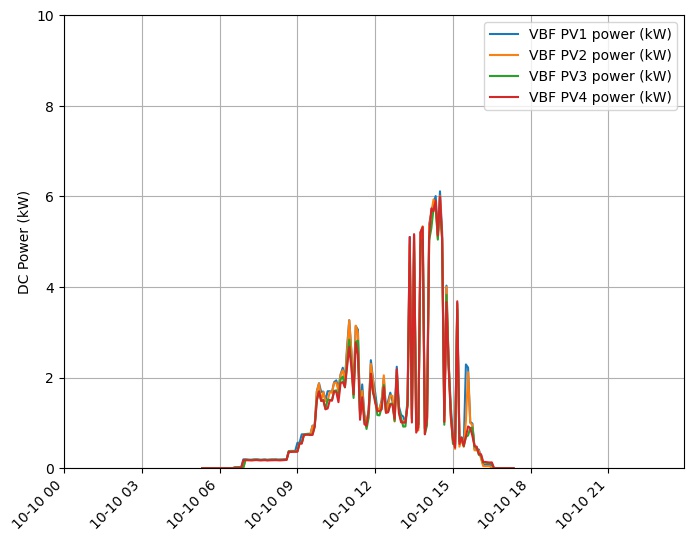 10
8
6
4
2
0
DC Power (kW)
VBF PV1 power (kW)
VBF PV2 power (kW)
VBF PV3 power (kW)
VBF PV4 power (kW)
10-10 00
10-10 03
10-10 06
10-10 09
10-10 12
10-10 15
10-10 18
10-10 21